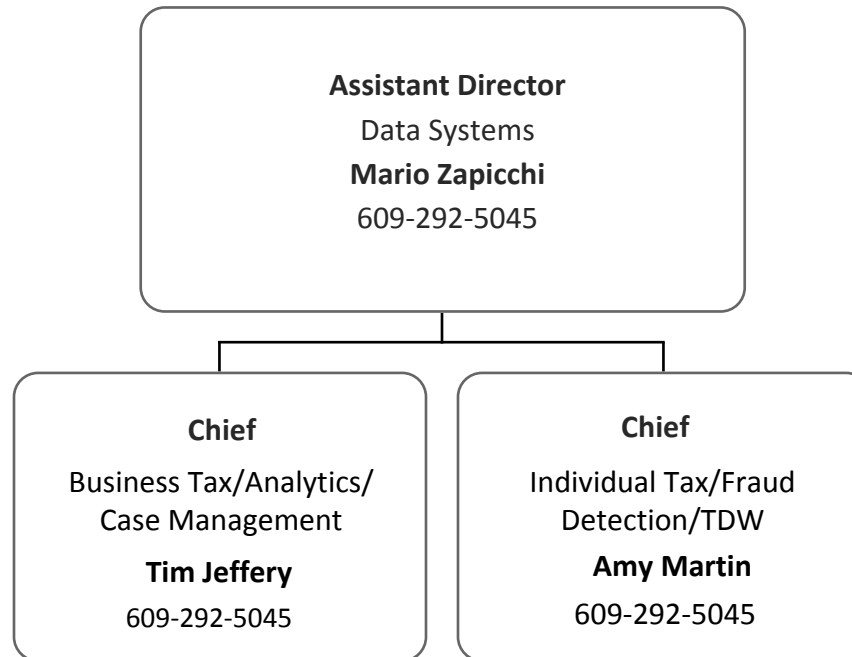 Assistant Director
Data Systems
Mario Zapicchi
609-292-5045
Chief
Business Tax/Analytics/
Case Management
Tim Jeffery
609-292-5045
Chief
Individual Tax/Fraud
Detection/TDW
Amy Martin
609-292-5045